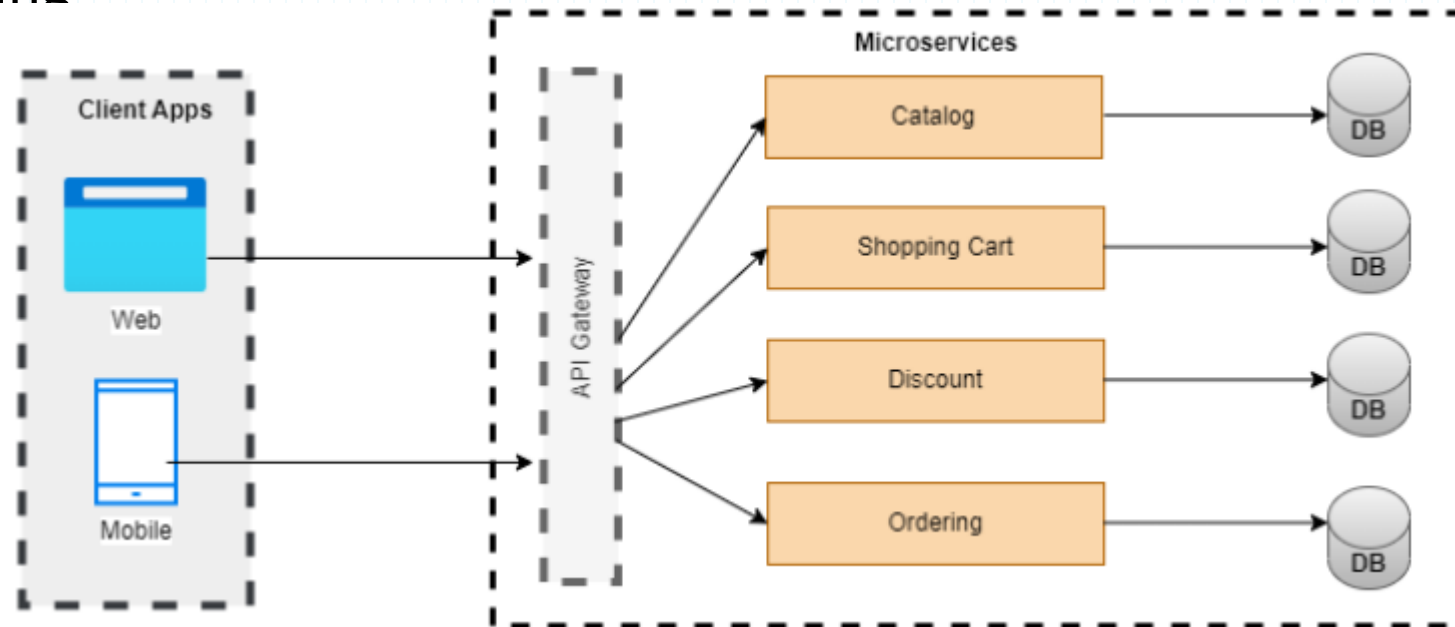 Microservices
Client Apps
Web
Mobile
API Gateway
Catalog
DB
Shopping Cart
DB
Discount
DB
Ordering
DB